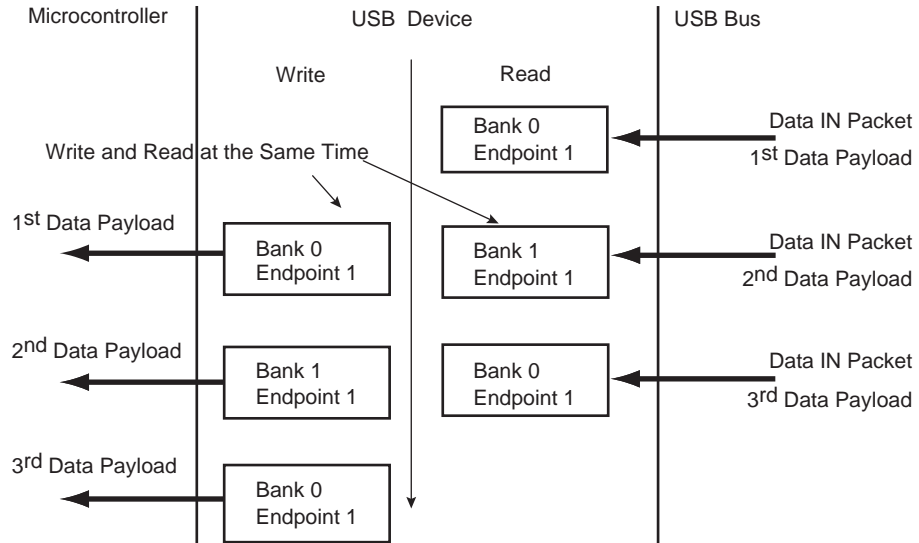 Microcontroller
USB Device
USB Bus
Write
Read
Bank 0
Endpoint 1
Data IN Packet
1st Data Payload
Write and Read at the Same Time
1st Data Payload
Bank 0
Endpoint 1
Bank 1
Endpoint 1
Data IN Packet
2nd Data Payload
2nd Data Payload
Bank 1
Endpoint 1
Bank 0
Endpoint 1
Data IN Packet
3rd Data Payload
3rd Data Payload
Bank 0
Endpoint 1